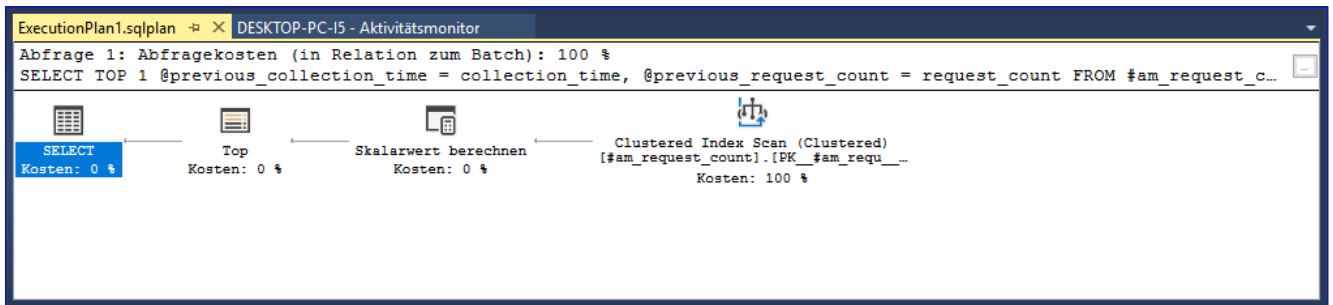 ExecutionPlan1.sqlplan
DESKTOP-PC-I5 - Aktivitätsmonitor
Abfrage 1: Abfragekosten (in Relation zum Batch): 100 %
SELECT TOP 1 @previous_collection_time = collection_time, @previous_request_count = request_count FROM #am_request_c…
SELECT
Kosten: 0 %
Top
Kosten: 0 %
Skalarwert berechnen
Kosten: 0 %
Clustered Index Scan (Clustered)
[#am_request_count].[PK__#am_requ__…
Kosten: 100 %